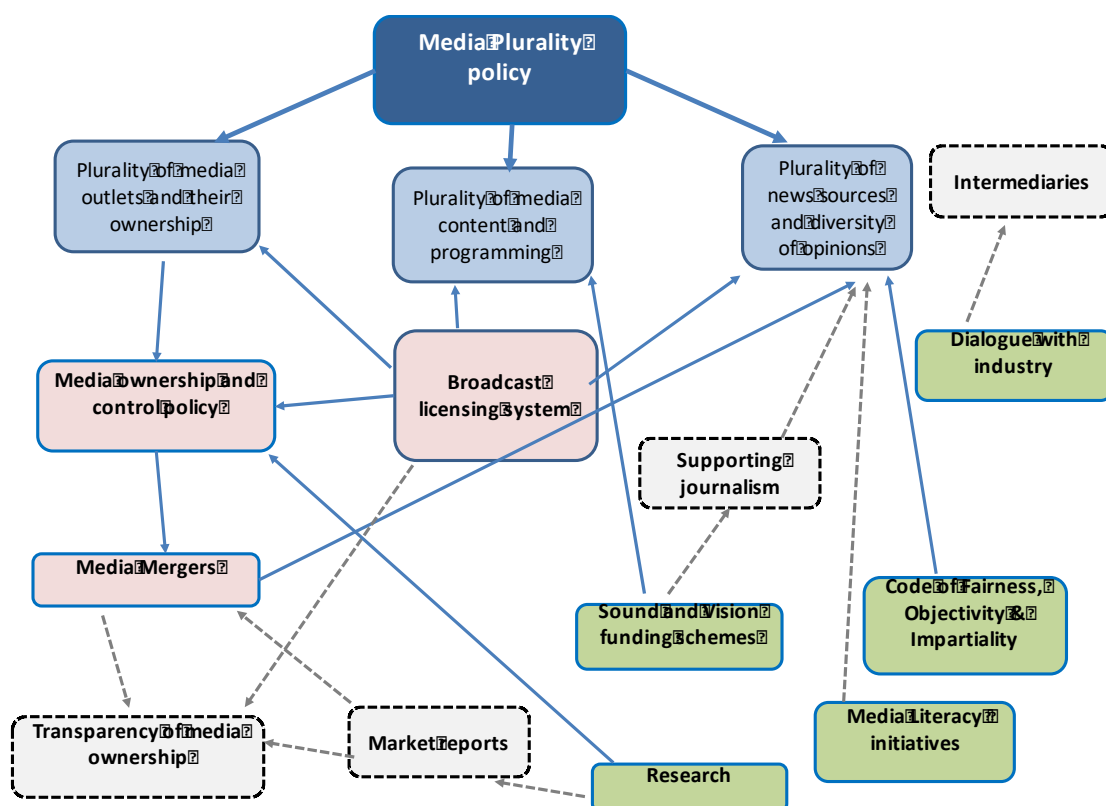 Media Plurality
policy
Plurality of media
outlets and their
ownership
Plurality of media
content and
programming
Plurality of
news sources
and diversity
of opinions
Intermediaries
Dialogue with
industry
Media ownership and
control policy
Broadcast
licensing system
Supporting
journalism
Media Mergers
Sound and Vision
funding schemes
Code of Fairness,
Objectivity &
Impartiality
Transparency of media
ownership
Market reports
Media Literacy
initiatives
Research